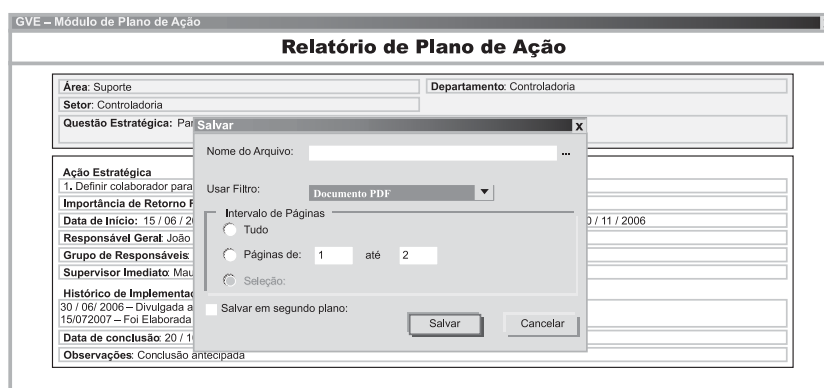 GVE – Módulo de Plano de Ação
Relatório de Plano de Ação
Área: Suporte
Departamento: Controladoria
Setor: Controladoria
Questão Estratégica: Par
Salvar
x
Nome do Arquivo:
...
Usar Filtro:
Documento PDF
Intervalo de Páginas
Tudo
Páginas de: 1 até 2
Seleção:
Salvar em segundo plano:
Salvar
Cancelar
Ação Estratégica
1. Definir colaborador para
Importância de Retorno F
Data de Início: 15 / 06 / 2
0 / 11 / 2006
Responsável Geral: João
Grupo de Responsáveis:
Supervisor Imediato: Mau
Histórico de Implementaç
30 / 06/ 2006 – Divulgada a
15/072007 – Foi Elaborada
Data de conclusão: 20 / 1
Observações: Conclusão antecipada